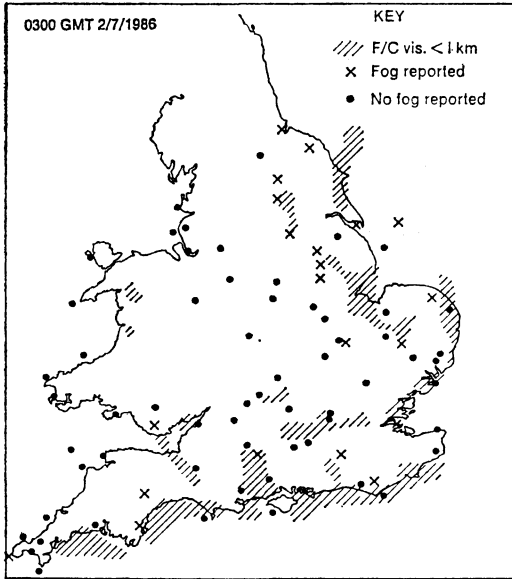 0300 GMT 2/7/1986
KEY
F/C vis. < 1 km
Fog reported
No fog reported